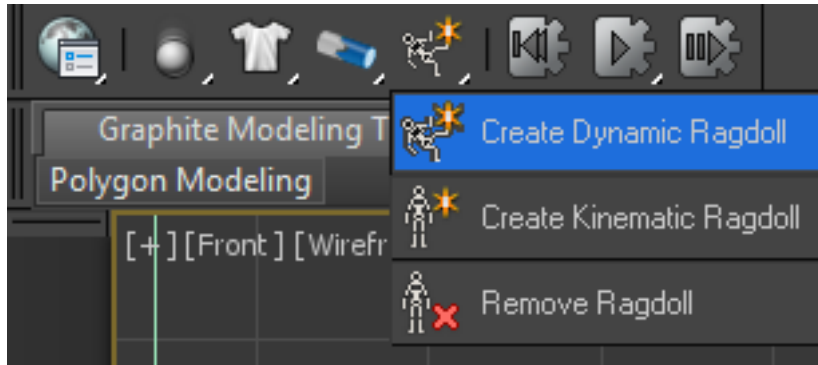 Graphite Modeling T
Create Dynamic Ragdoll
Polygon Modeling
Create Kinematic Ragdoll
[+][Front][Wirefr
Remove Ragdoll